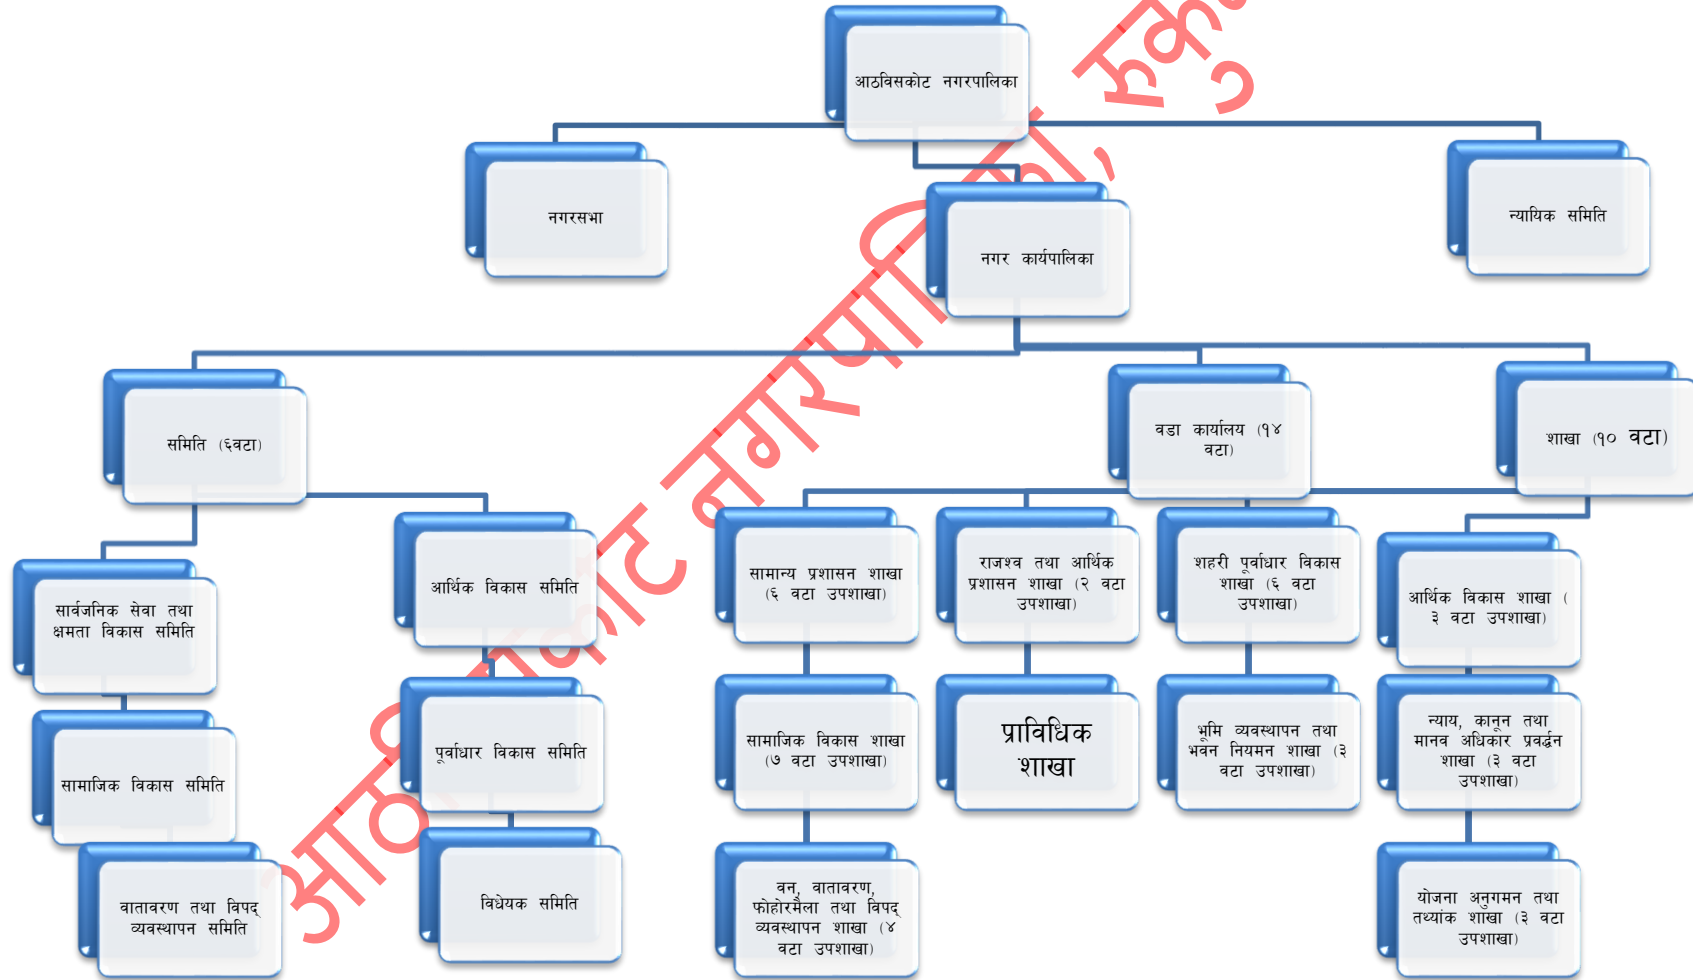 आठविसकोट नगरपालिका
नगरसभा
नगर कार्यपालिका
न्यायिक समिति
समिति (६वटा)
वडा कार्यालय (१४
वटा)
शाखा (१० वटा)
सार्वजनिक सेवा तथा
क्षमता विकास समिति
आर्थिक विकास समिति
सामान्य प्रशासन शाखा
(६ वटा उपशाखा)
राजश्व तथा आर्थिक
प्रशासन शाखा (२ वटा
उपशाखा)
शहरी पूर्वाधार विकास
शाखा (६ वटा
उपशाखा)
आर्थिक विकास शाखा (
३ वटा उपशाखा)
सामाजिक विकास समिति
पूर्वाधार विकास समिति
सामाजिक विकास शाखा
(७ वटा उपशाखा)
प्राविधिक
शाखा
भूमि व्यवस्थापन तथा
भवन नियमन शाखा (३
वटा उपशाखा)
न्याय, कानून तथा
मानव अधिकार प्रवर्द्धन
शाखा (३ वटा
उपशाखा)
वातावरण तथा विपद्
व्यवस्थापन समिति
विधेयक समिति
वन, वातावरण,
फोहोरमैला तथा विपद्
व्यवस्थापन शाखा (४
वटा उपशाखा)
योजना अनुगमन तथा
तथ्यांक शाखा (३ वटा
उपशाखा)
नगरपालिका,